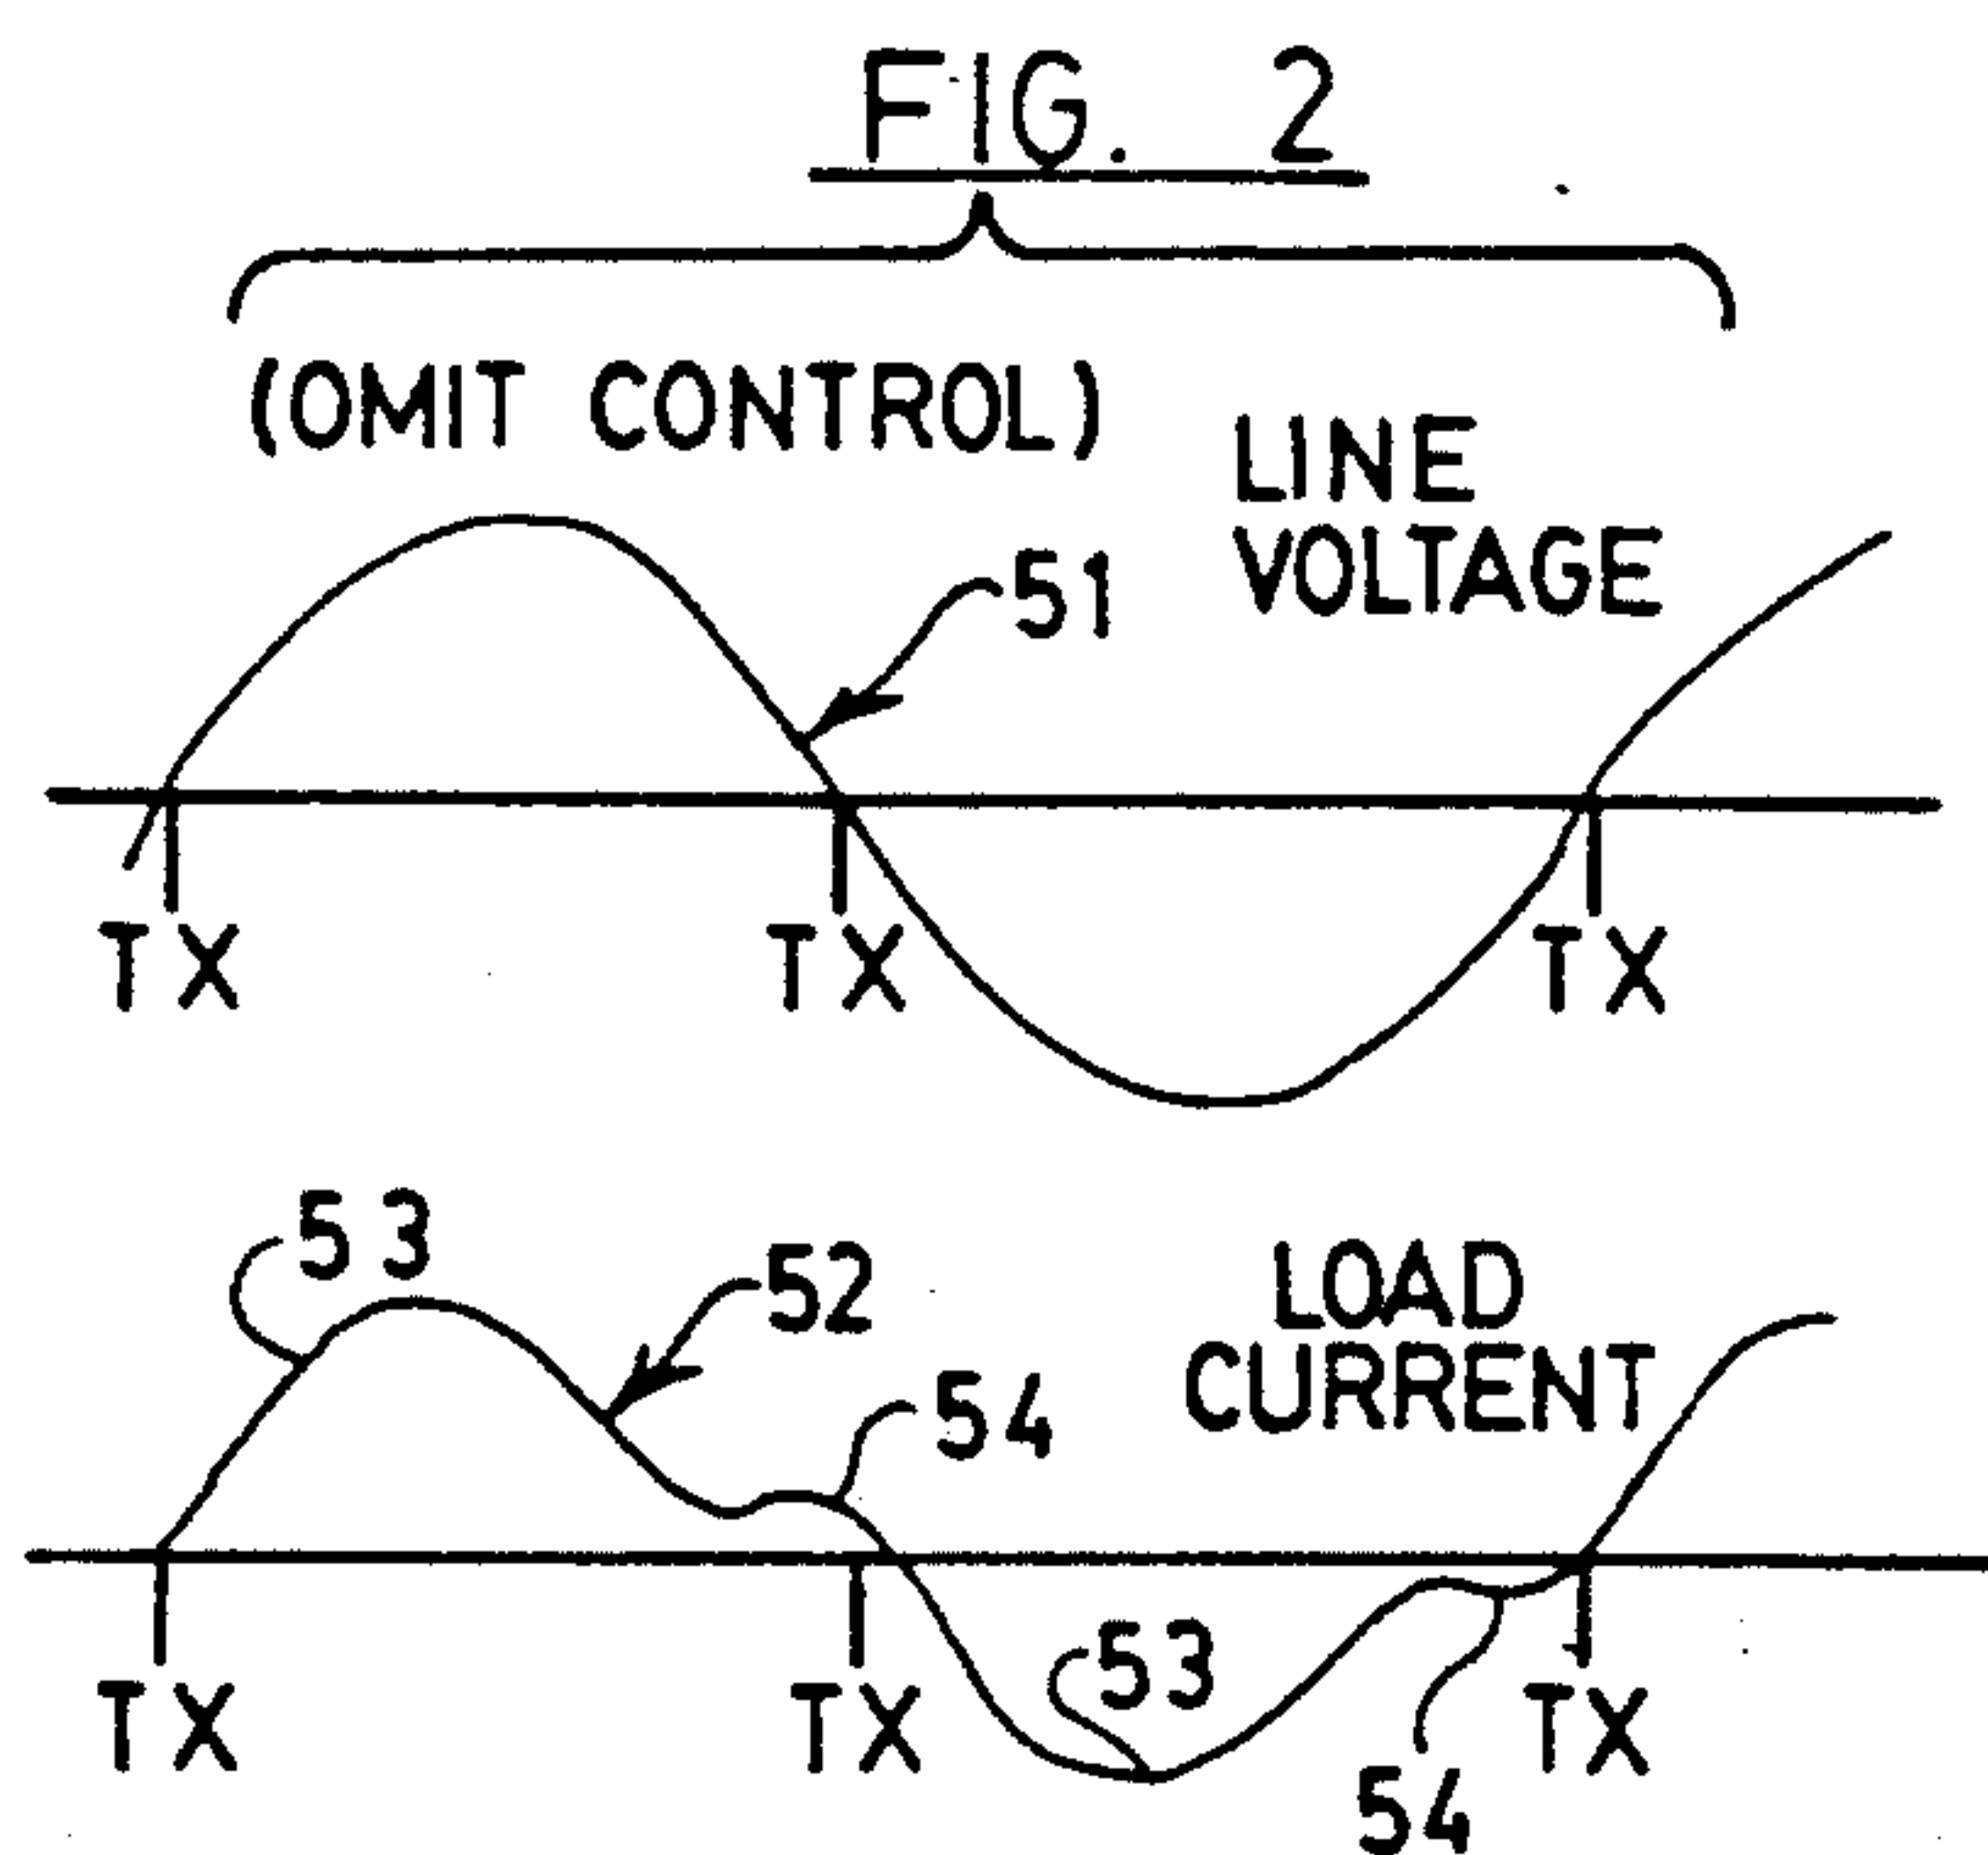 FIG. 2
(OMIT CONTROL)
LINE
VOLTAGE
51
TX
TX
TX
53
52
54
LOAD
CURRENT
53
TX
TX
TX
54